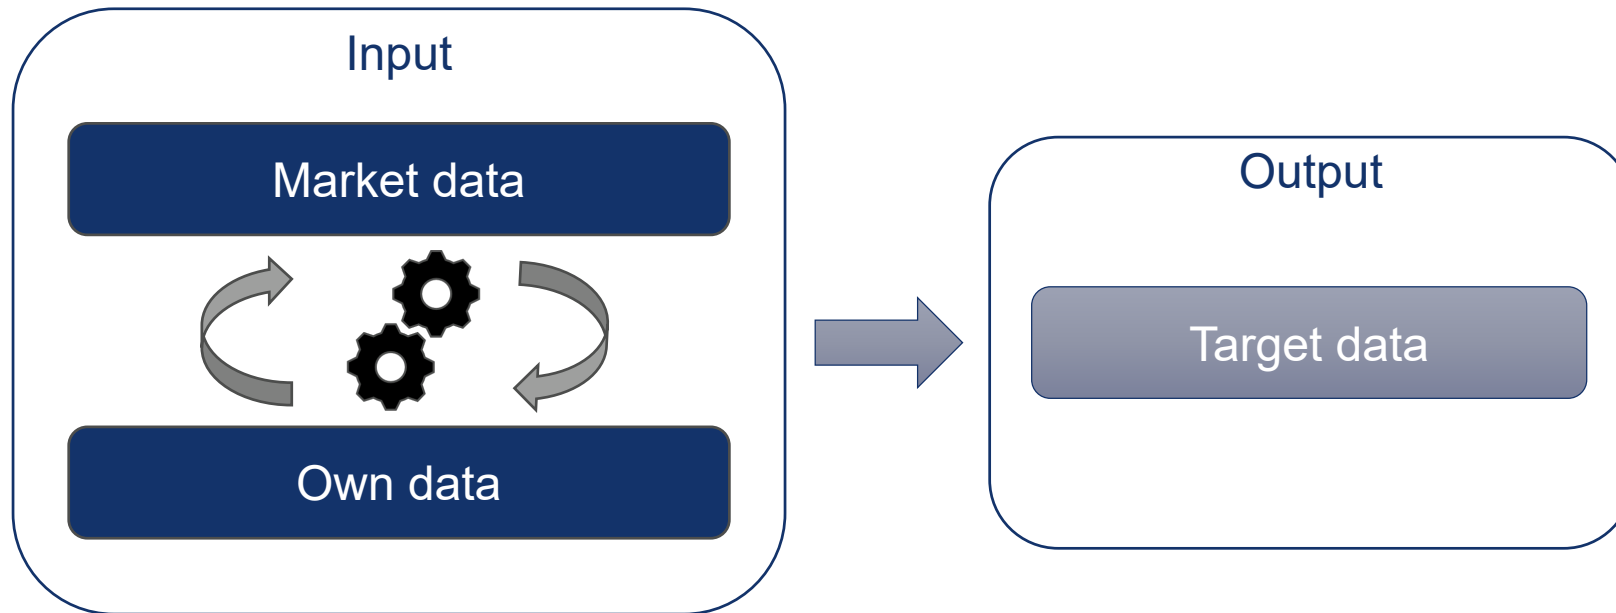 Input
Market data
Own data
Output
Target data